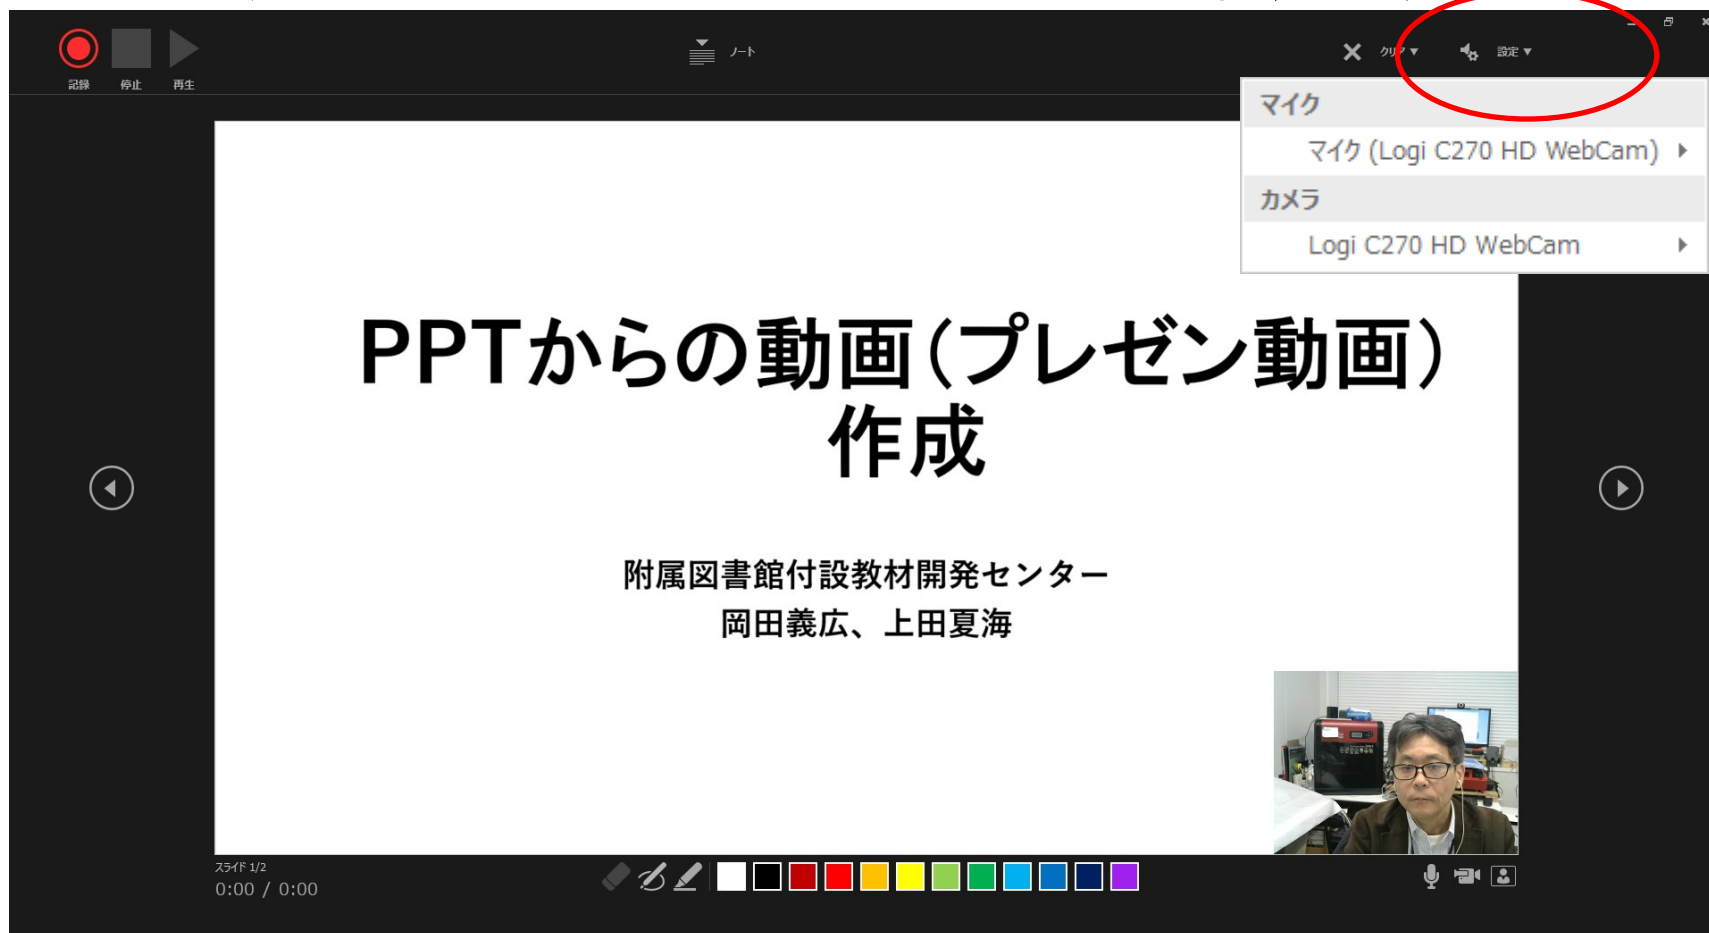 記録
停止
再生
ノート
クリア ▼
設定 ▼
マイク
マイク (Logi C270 HD WebCam)
カメラ
Logi C270 HD WebCam
PPTからの動画（プレゼン動画）
作成
附属図書館付設教材開発センター
岡田義広、上田夏海
スライド 1/2
0:00 / 0:00